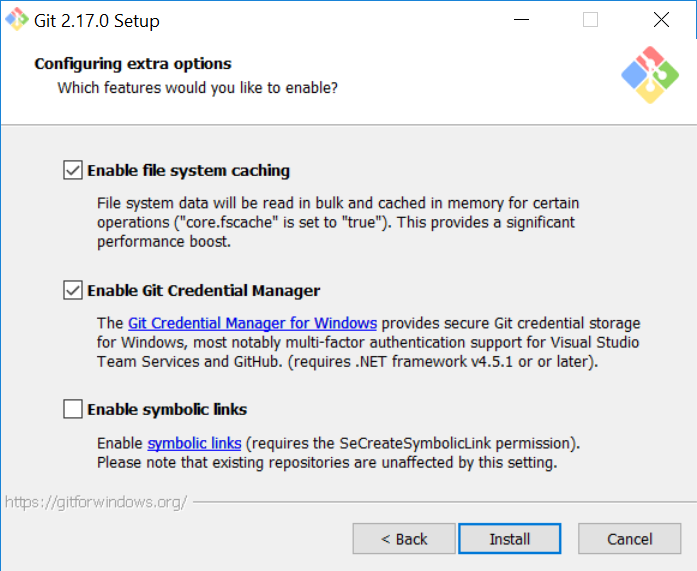 Git 2.17.0 Setup
Configuring extra options
Which features would you like to enable?
Enable file system caching
File system data will be read in bulk and cached in memory for certain
operations ("core.fscache" is set to "true"). This provides a significant
performance boost.
Enable Git Credential Manager
The Git Credential Manager for Windows provides secure Git credential storage
for Windows, most notably multi-factor authentication support for Visual Studio
Team Services and GitHub. (requires .NET framework v4.5.1 or or later).
Enable symbolic links
Enable symbolic links (requires the SeCreateSymbolicLink permission).
Please note that existing repositories are unaffected by this setting.
https://gitforwindows.org/
< Back Install Cancel